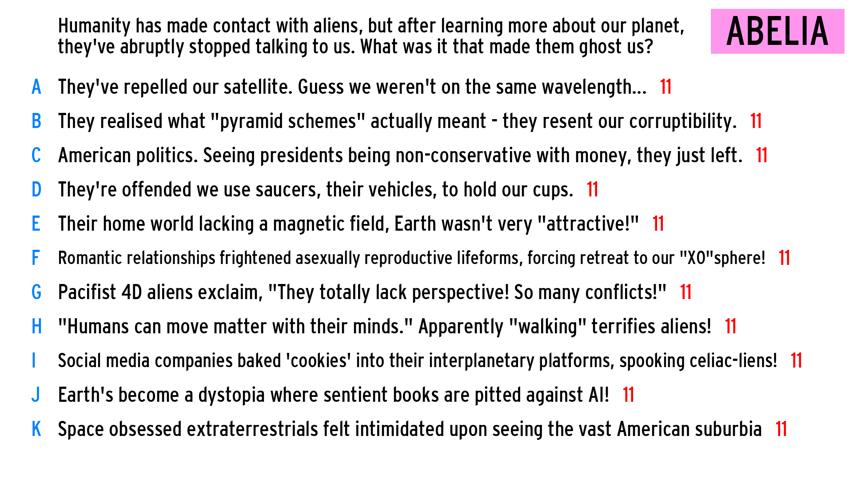 Humanity has made contact with aliens, but after learning more about our planet,
they've abruptly stopped talking to us. What was it that made them ghost us?
ABELIA
A They've repelled our satellite. Guess we weren't on the same wavelength... 11
B They realised what "pyramid schemes" actually meant - they resent our corruptibility. 11
C American politics. Seeing presidents being non-conservative with money, they just left. 11
D They're offended we use saucers, their vehicles, to hold our cups. 11
E Their home world lacking a magnetic field, Earth wasn't very "attractive!" 11
F Romantic relationships frightened asexually reproductive lifeforms, forcing retreat to our "XO"sphere! 11
G Pacifist 4D aliens exclaim, "They totally lack perspective! So many conflicts!" 11
H "Humans can move matter with their minds." Apparently "walking" terrifies aliens! 11
I Social media companies baked 'cookies' into their interplanetary platforms, spooking celiac-liens! 11
J Earth's become a dystopia where sentient books are pitted against AI! 11
K Space obsessed extraterrestrials felt intimidated upon seeing the vast American suburbia 11